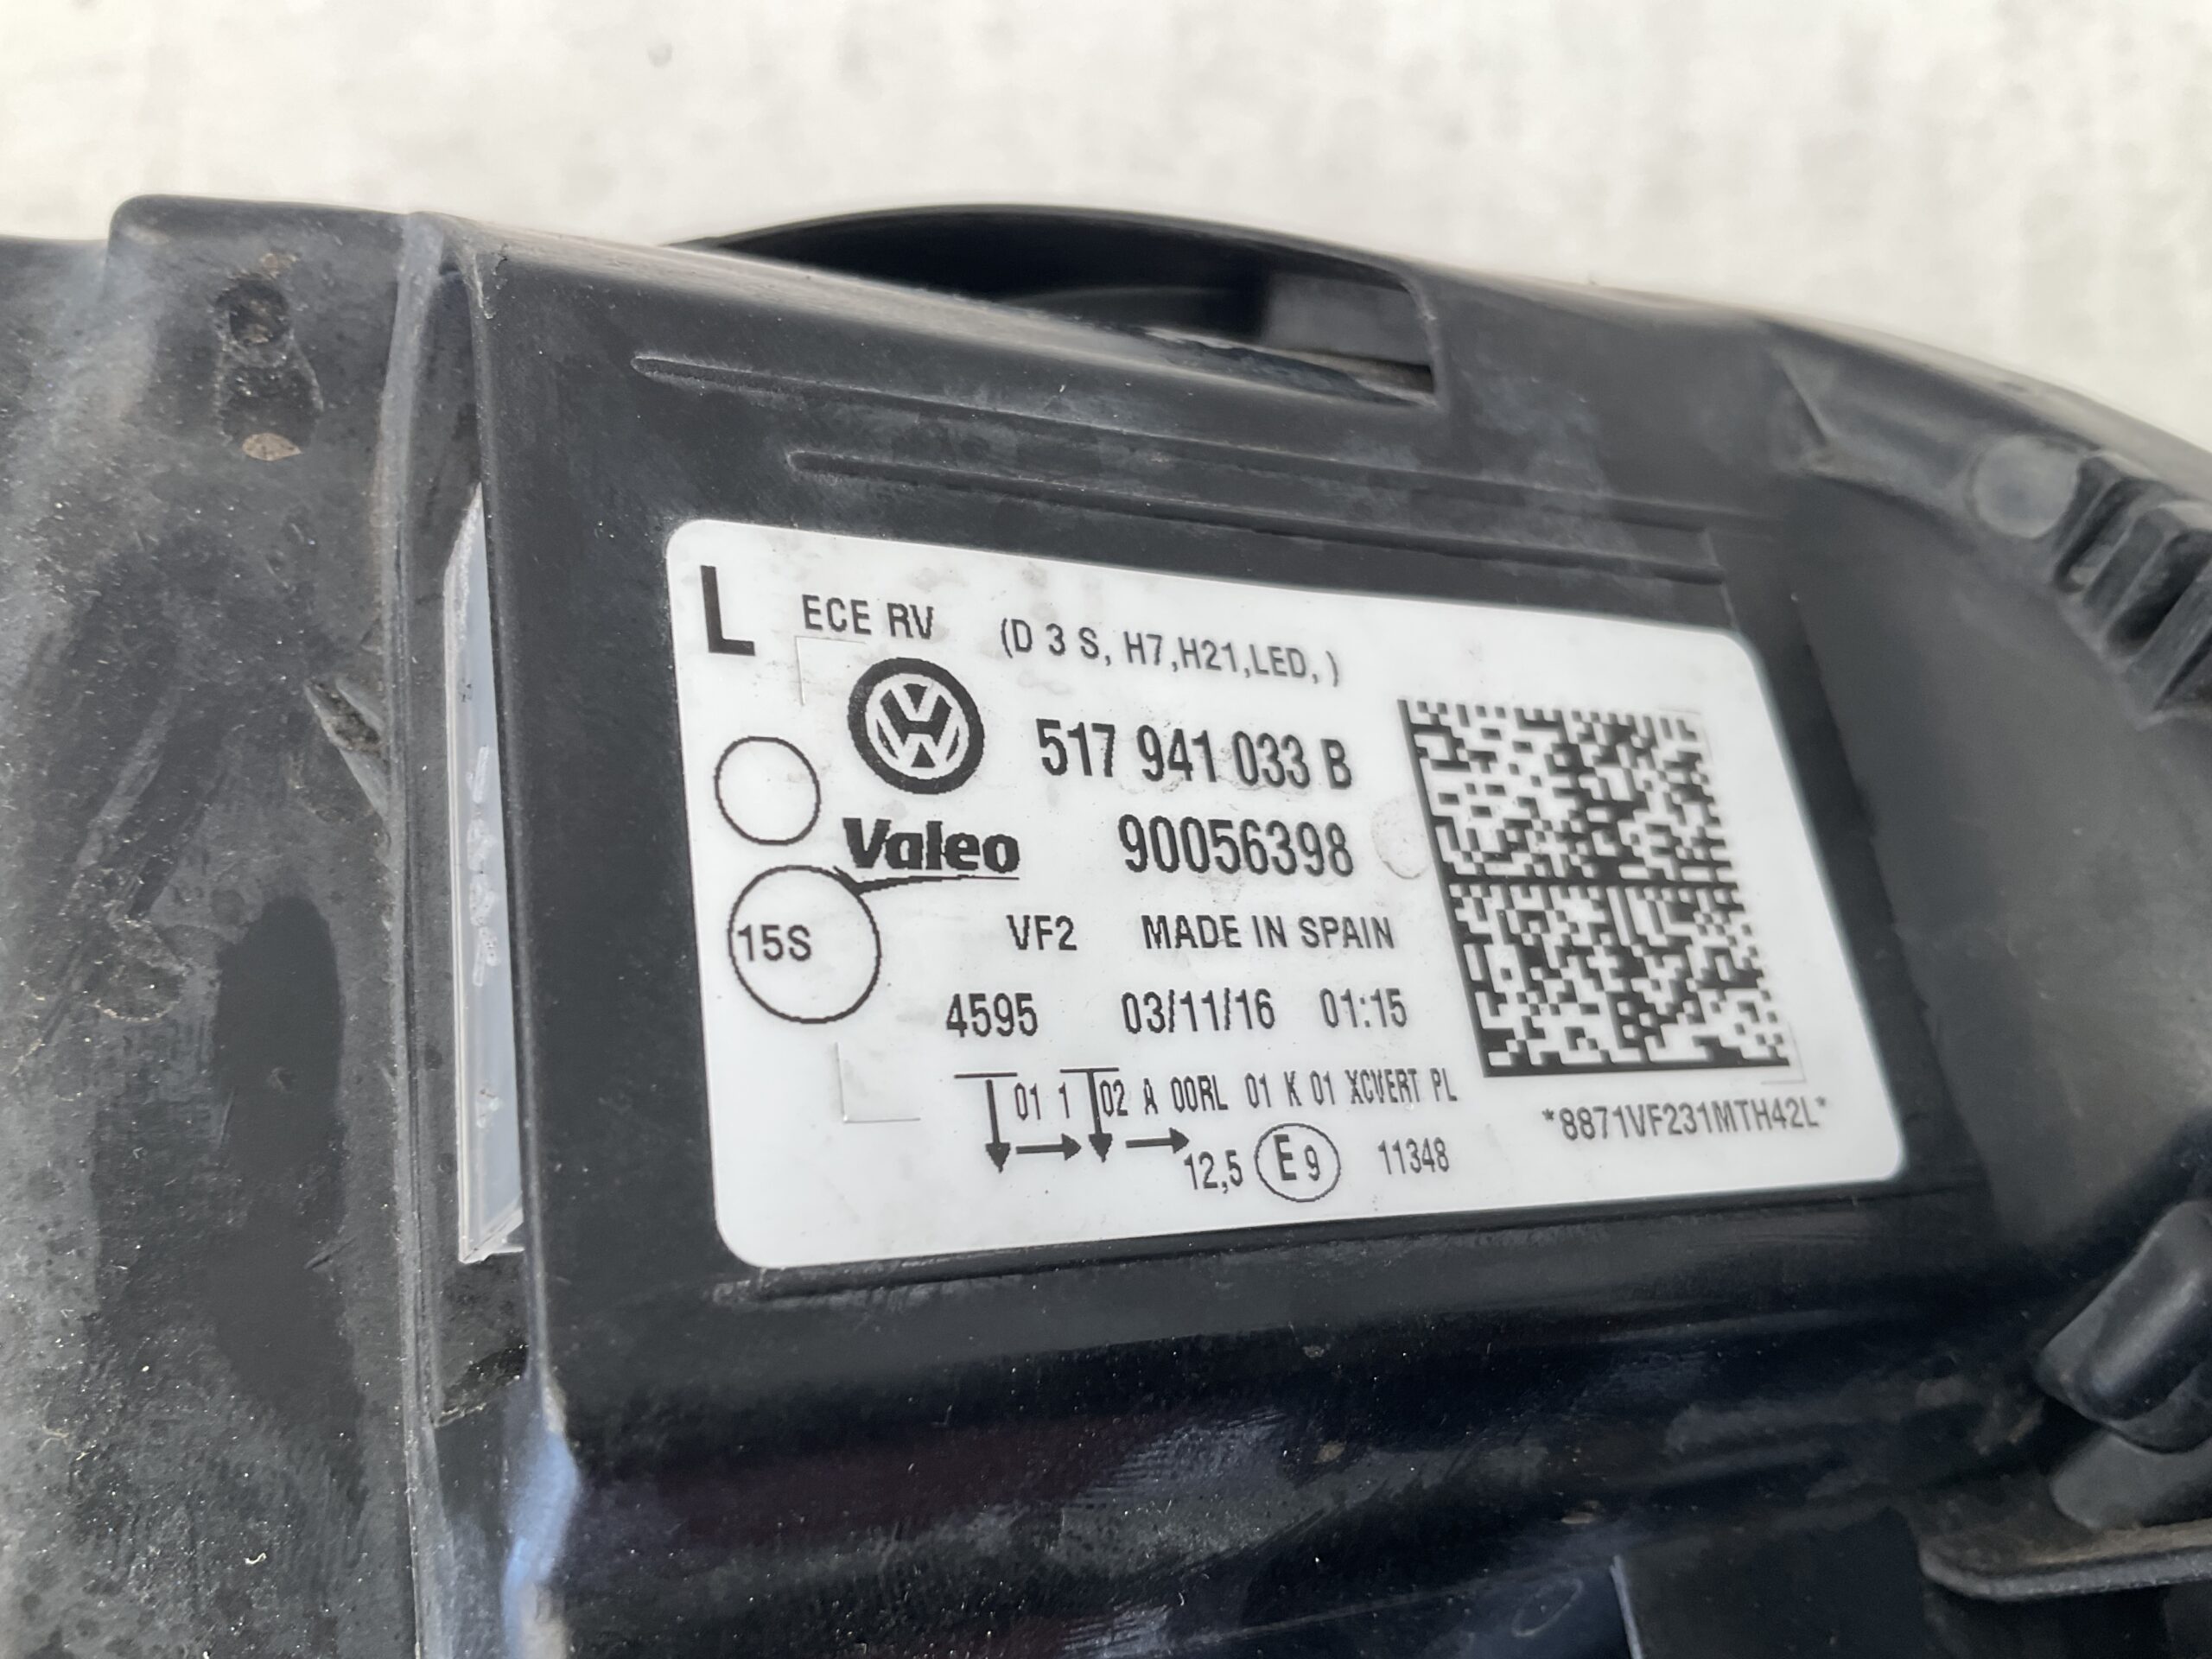 L ECE RV (D 3 S, H7,H21,LED, )
517 941 033 B
Valeo 90056398
15S VF2 MADE IN SPAIN
4595 03/11/16 01:15
01 1 02 A 00RL 01 K 01 XCVERT PL
12,5 E9 11348
*8871VF231MTH42L*